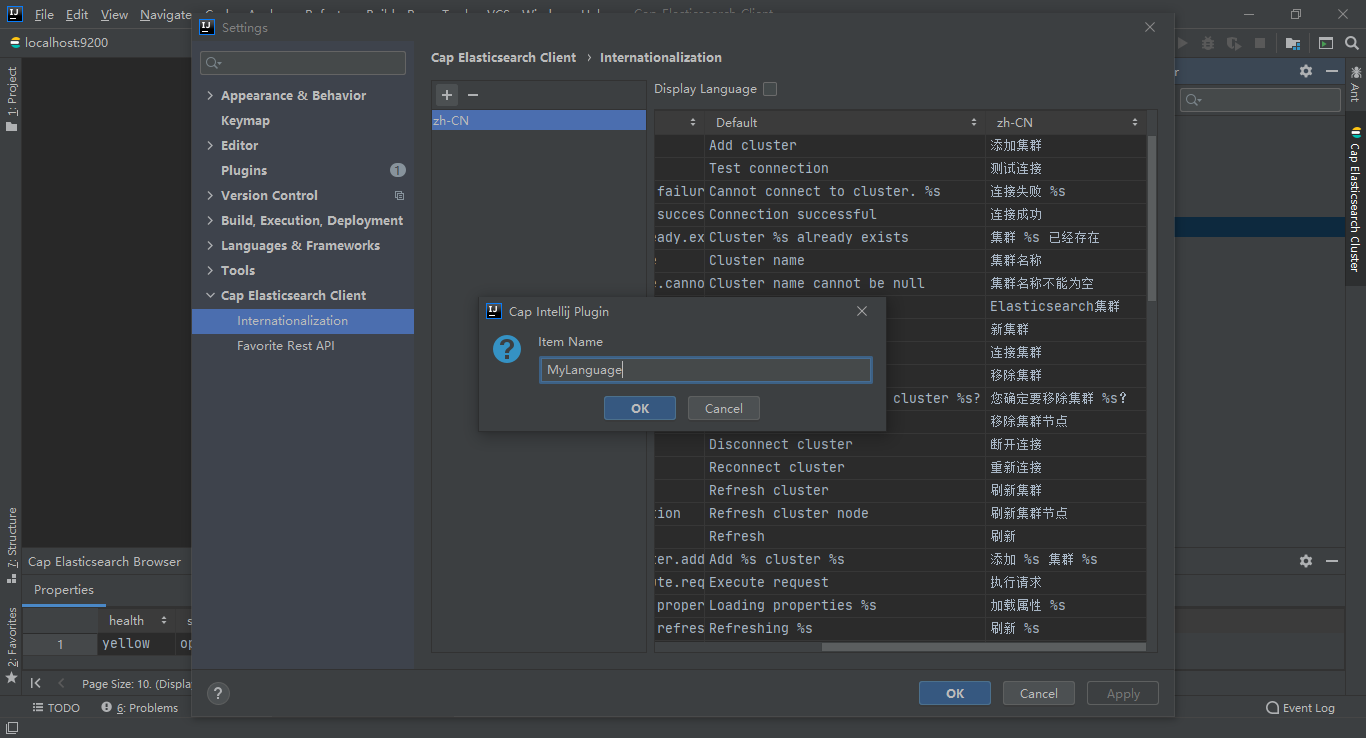 File Edit View Navigate
Cap Elasticsearch Client
localhost:9200
Settings
1: Project
7: Structure
2: Favorites
Appearance & Behavior
Keymap
Editor
Plugins 1
Version Control
Build, Execution, Deployment
Languages & Frameworks
Tools
Cap Elasticsearch Client
Internationalization
Favorite Rest API
Cap Elasticsearch Client › Internationalization
zh-CN
Display Language
Default zh-CN
Add cluster 添加集群
Test connection 测试连接
failur Cannot connect to cluster. %s 连接失败 %s
succes Connection successful 连接成功
ady.ex Cluster %s already exists 集群 %s 已经存在
e Cluster name 集群名称
e.canno Cluster name cannot be null 集群名称不能为空
Elasticsearch集群
新集群
连接集群
移除集群
cluster %s? 您确定要移除集群 %s?
移除集群节点
Disconnect cluster 断开连接
Reconnect cluster 重新连接
Refresh cluster 刷新集群
tion Refresh cluster node 刷新集群节点
Refresh 刷新
ter.add Add %s cluster %s 添加 %s 集群 %s
ute.req Execute request 执行请求
proper Loading properties %s 加载属性 %s
refres Refreshing %s 刷新 %s
Cap Intellij Plugin
Item Name
MyLanguage
OK Cancel
? OK Cancel Apply
r
Ant
Cap Elasticsearch Cluster
Cap Elasticsearch Browser
Properties
health s
1 yellow op
Page Size: 10. (Displa
TODO 6: Problems Event Log